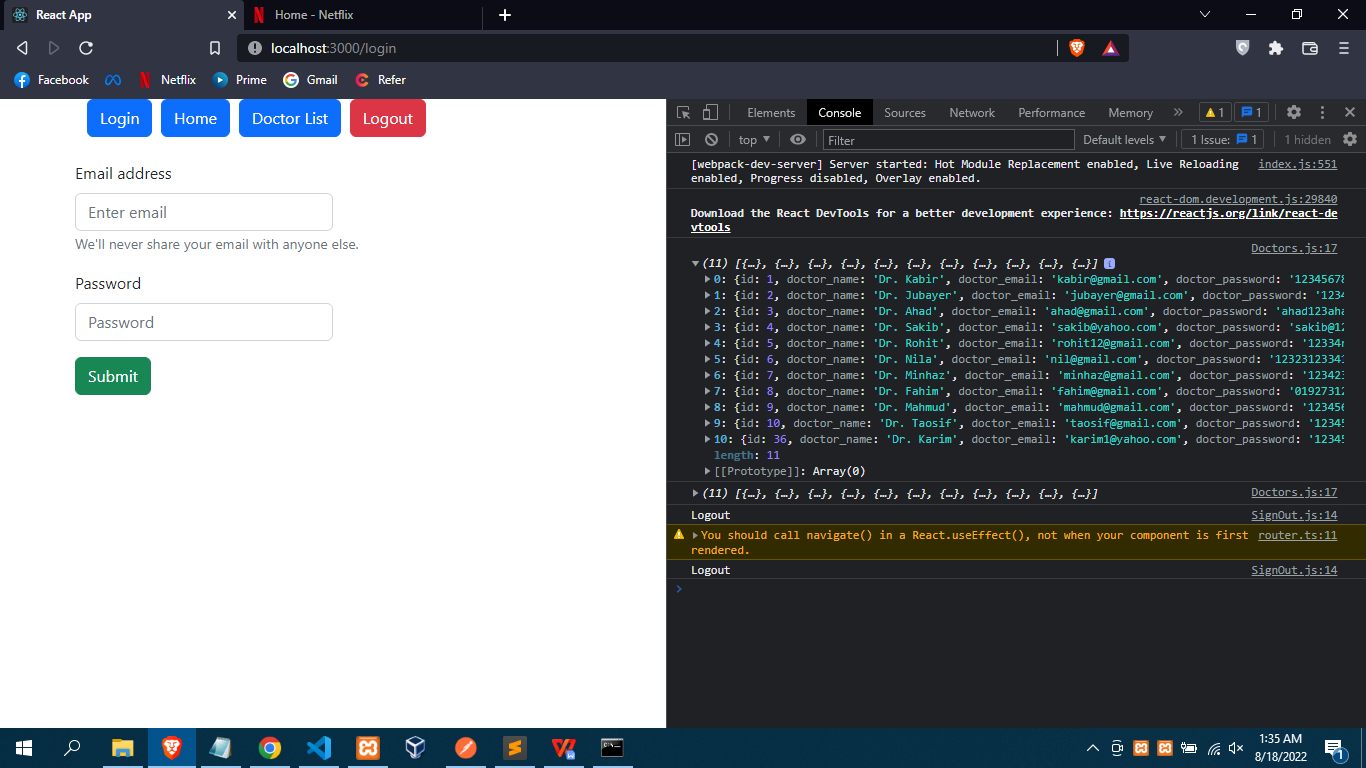 React App
Home - Netflix
localhost:3000/login
Facebook
Netflix
Prime
Gmail
Refer
Login
Home
Doctor List
Logout
Email address
Enter email
We'll never share your email with anyone else.
Password
Password
Submit
Elements Console Sources Network Performance Memory 1 1
top Filter Default levels 1 Issue: 1 1 hidden
[webpack-dev-server] Server started: Hot Module Replacement enabled, Live Reloading index.js:551
enabled, Progress disabled, Overlay enabled.
react-dom.development.js:29840
Download the React DevTools for a better development experience: https://reactjs.org/link/react-de
vtools
Doctors.js:17
(11) [{…}, {…}, {…}, {…}, {…}, {…}, {…}, {…}, {…}, {…}, {…}] i
0: {id: 1, doctor_name: 'Dr. Kabir', doctor_email: 'kabir@gmail.com', doctor_password: '12345678
1: {id: 2, doctor_name: 'Dr. Jubayer', doctor_email: 'jubayer@gmail.com', doctor_password: '1234
2: {id: 3, doctor_name: 'Dr. Ahad', doctor_email: 'ahad@gmail.com', doctor_password: 'ahad123aha
3: {id: 4, doctor_name: 'Dr. Sakib', doctor_email: 'sakib@yahoo.com', doctor_password: 'sakib@12
4: {id: 5, doctor_name: 'Dr. Rohit', doctor_email: 'rohit12@gmail.com', doctor_password: '12334r
5: {id: 6, doctor_name: 'Dr. Nila', doctor_email: 'nil@gmail.com', doctor_password: '12323123341
6: {id: 7, doctor_name: 'Dr. Minhaz', doctor_email: 'minhaz@gmail.com', doctor_password: '123423
7: {id: 8, doctor_name: 'Dr. Fahim', doctor_email: 'fahim@gmail.com', doctor_password: '01927312
8: {id: 9, doctor_name: 'Dr. Mahmud', doctor_email: 'mahmud@gmail.com', doctor_password: '123456
9: {id: 10, doctor_name: 'Dr. Taosif', doctor_email: 'taosif@gmail.com', doctor_password: '12345
10: {id: 36, doctor_name: 'Dr. Karim', doctor_email: 'karim1@yahoo.com', doctor_password: '12345
length: 11
[[Prototype]]: Array(0)
(11) [{…}, {…}, {…}, {…}, {…}, {…}, {…}, {…}, {…}, {…}, {…}] Doctors.js:17
Logout SignOut.js:14
You should call navigate() in a React.useEffect(), not when your component is first router.ts:11
rendered.
Logout SignOut.js:14
1:35 AM
8/18/2022
1